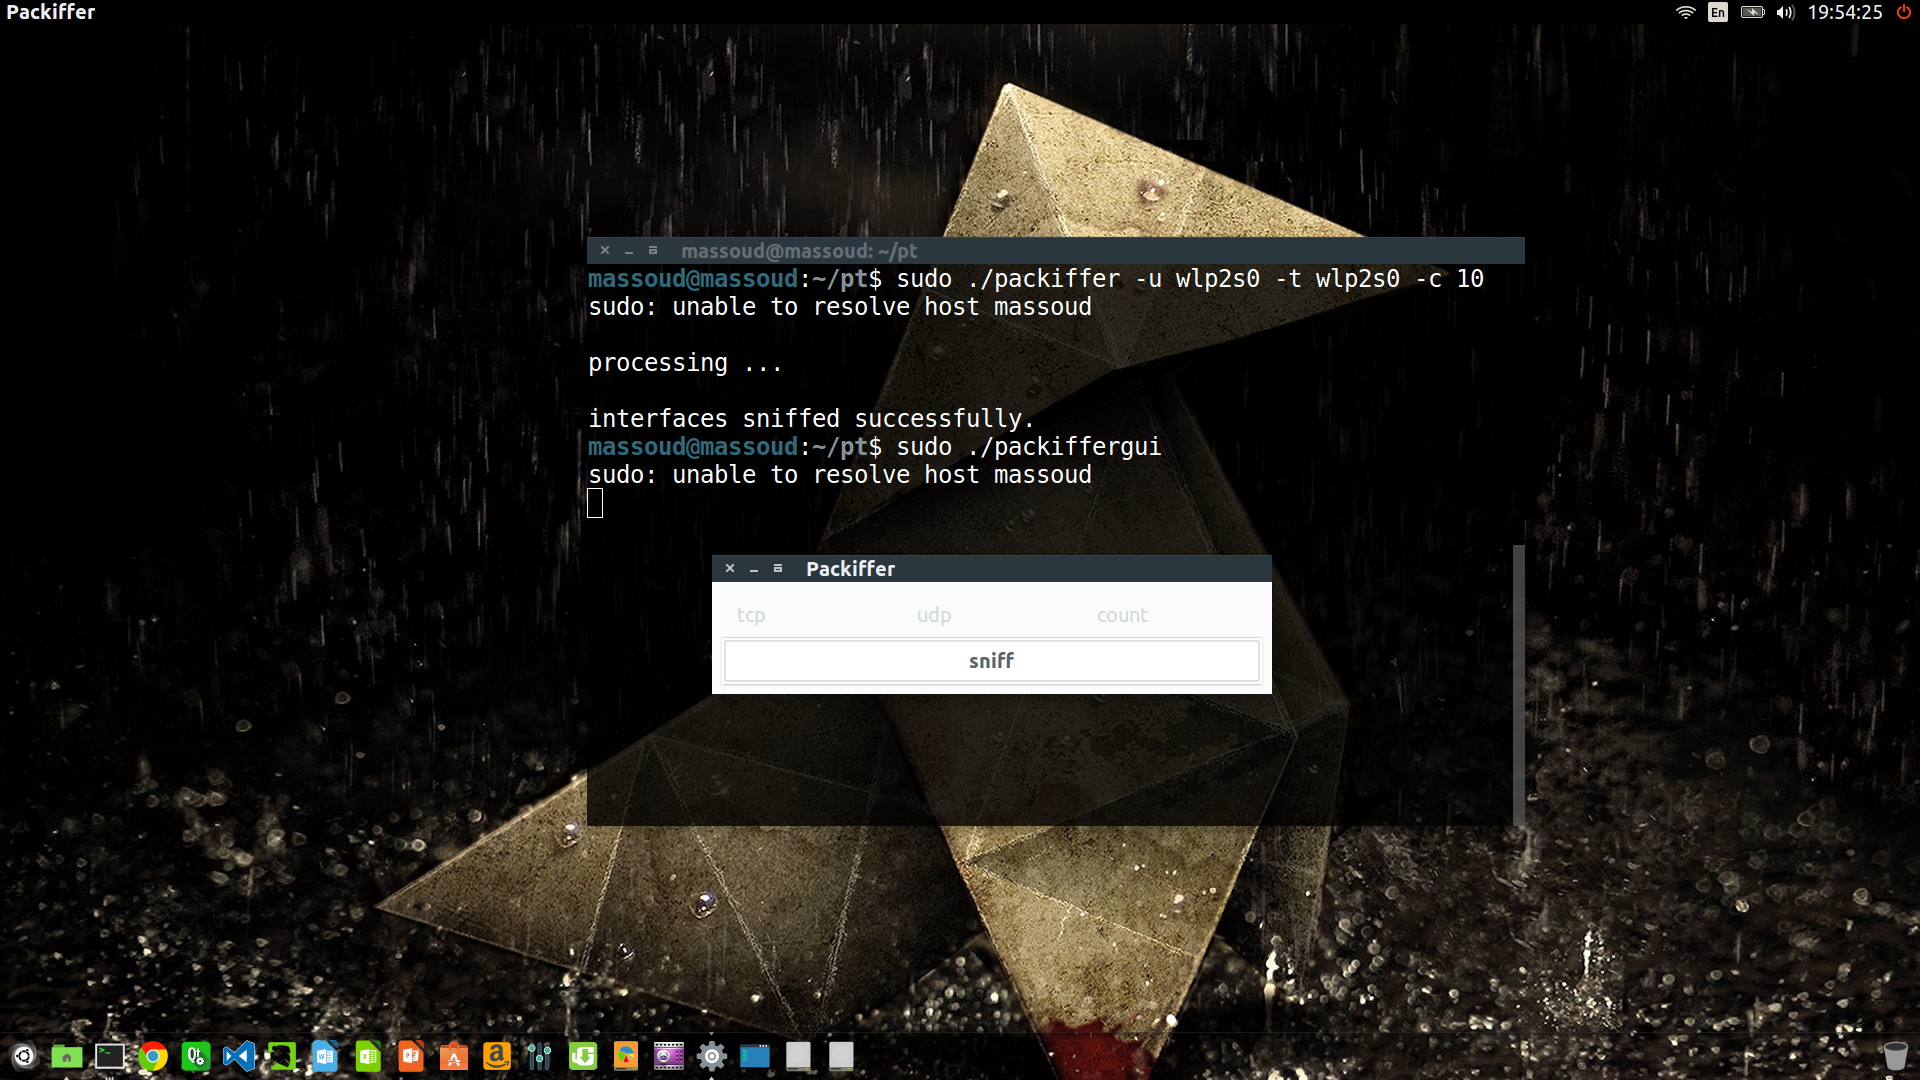 Packiffer
En
19:54:25
massoud@massoud: ~/pt
massoud@massoud:~/pt$ sudo ./packiffer -u wlp2s0 -t wlp2s0 -c 10
sudo: unable to resolve host massoud
processing ...
interfaces sniffed successfully.
massoud@massoud:~/pt$ sudo ./packiffergui
sudo: unable to resolve host massoud
Packiffer
tcp udp count
sniff